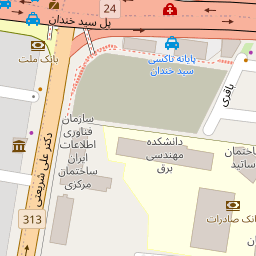 پل سید خندان
24
بانک ملت
پایانه تاکسی
سید خندان
باقری
دکتر علی شریعتی
سازمان
فناوری
اطلاعات
ایران
ساختمان
مرکزی
دانشکده
مهندسی
برق
ساختمان
اساتید
313
بانک صادرات